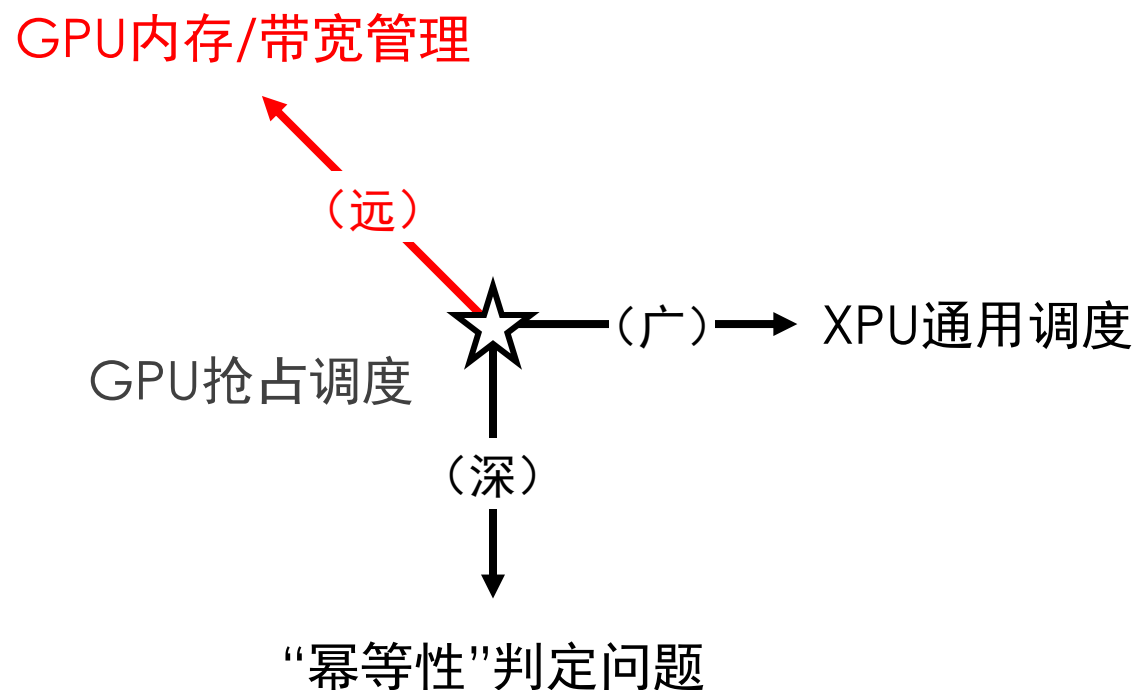 GPU内存/带宽管理
（远）
（广）
XPU通用调度
GPU抢占调度
（深）
“幂等性”判定问题